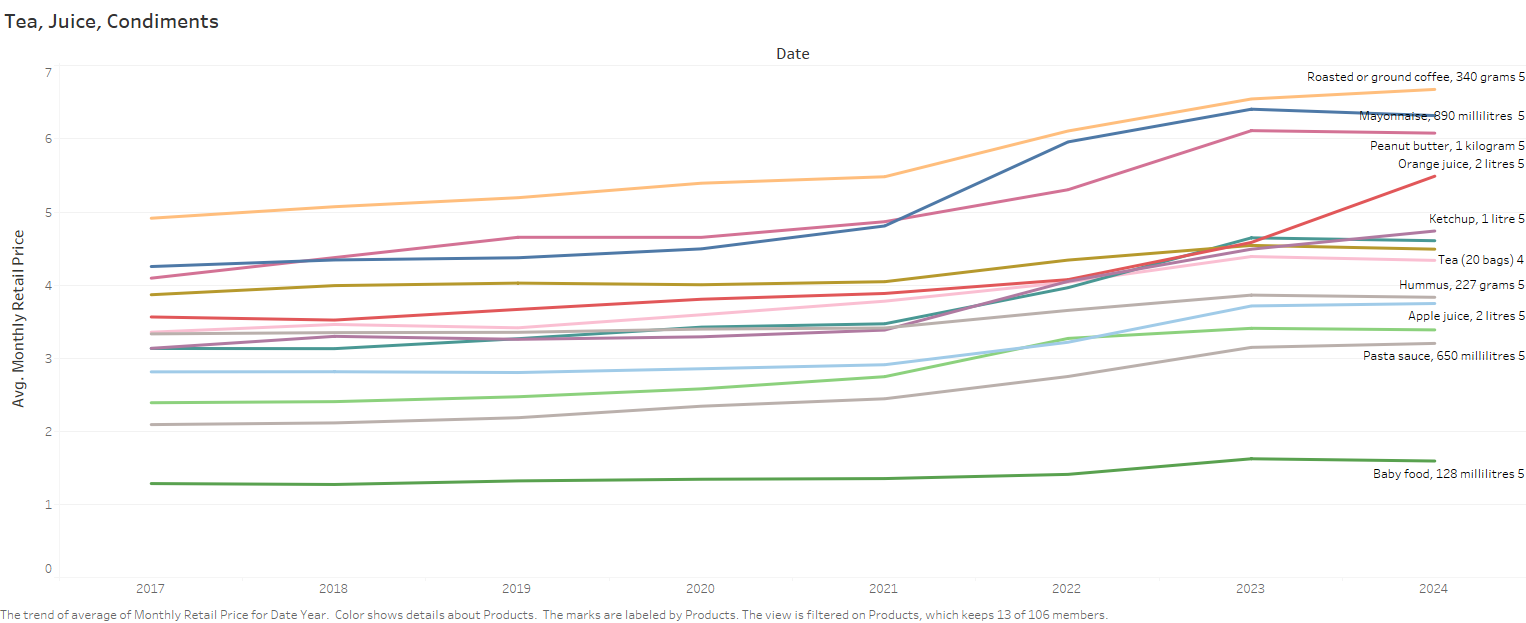 Tea, Juice, Condiments
Date
Avg. Monthly Retail Price
7
6
5
4
3
2
1
0
Roasted or ground coffee, 340 grams 5
Mayonnaise, 890 millilitres 5
Peanut butter, 1 kilogram 5
Orange juice, 2 litres 5
Ketchup, 1 litre 5
Tea (20 bags) 4
Hummus, 227 grams 5
Apple juice, 2 litres 5
Pasta sauce, 650 millilitres 5
Baby food, 128 millilitres 5
2017 2018 2019 2020 2021 2022 2023 2024
The trend of average of Monthly Retail Price for Date Year. Color shows details about Products. The marks are labeled by Products. The view is filtered on Products, which keeps 13 of 106 members.